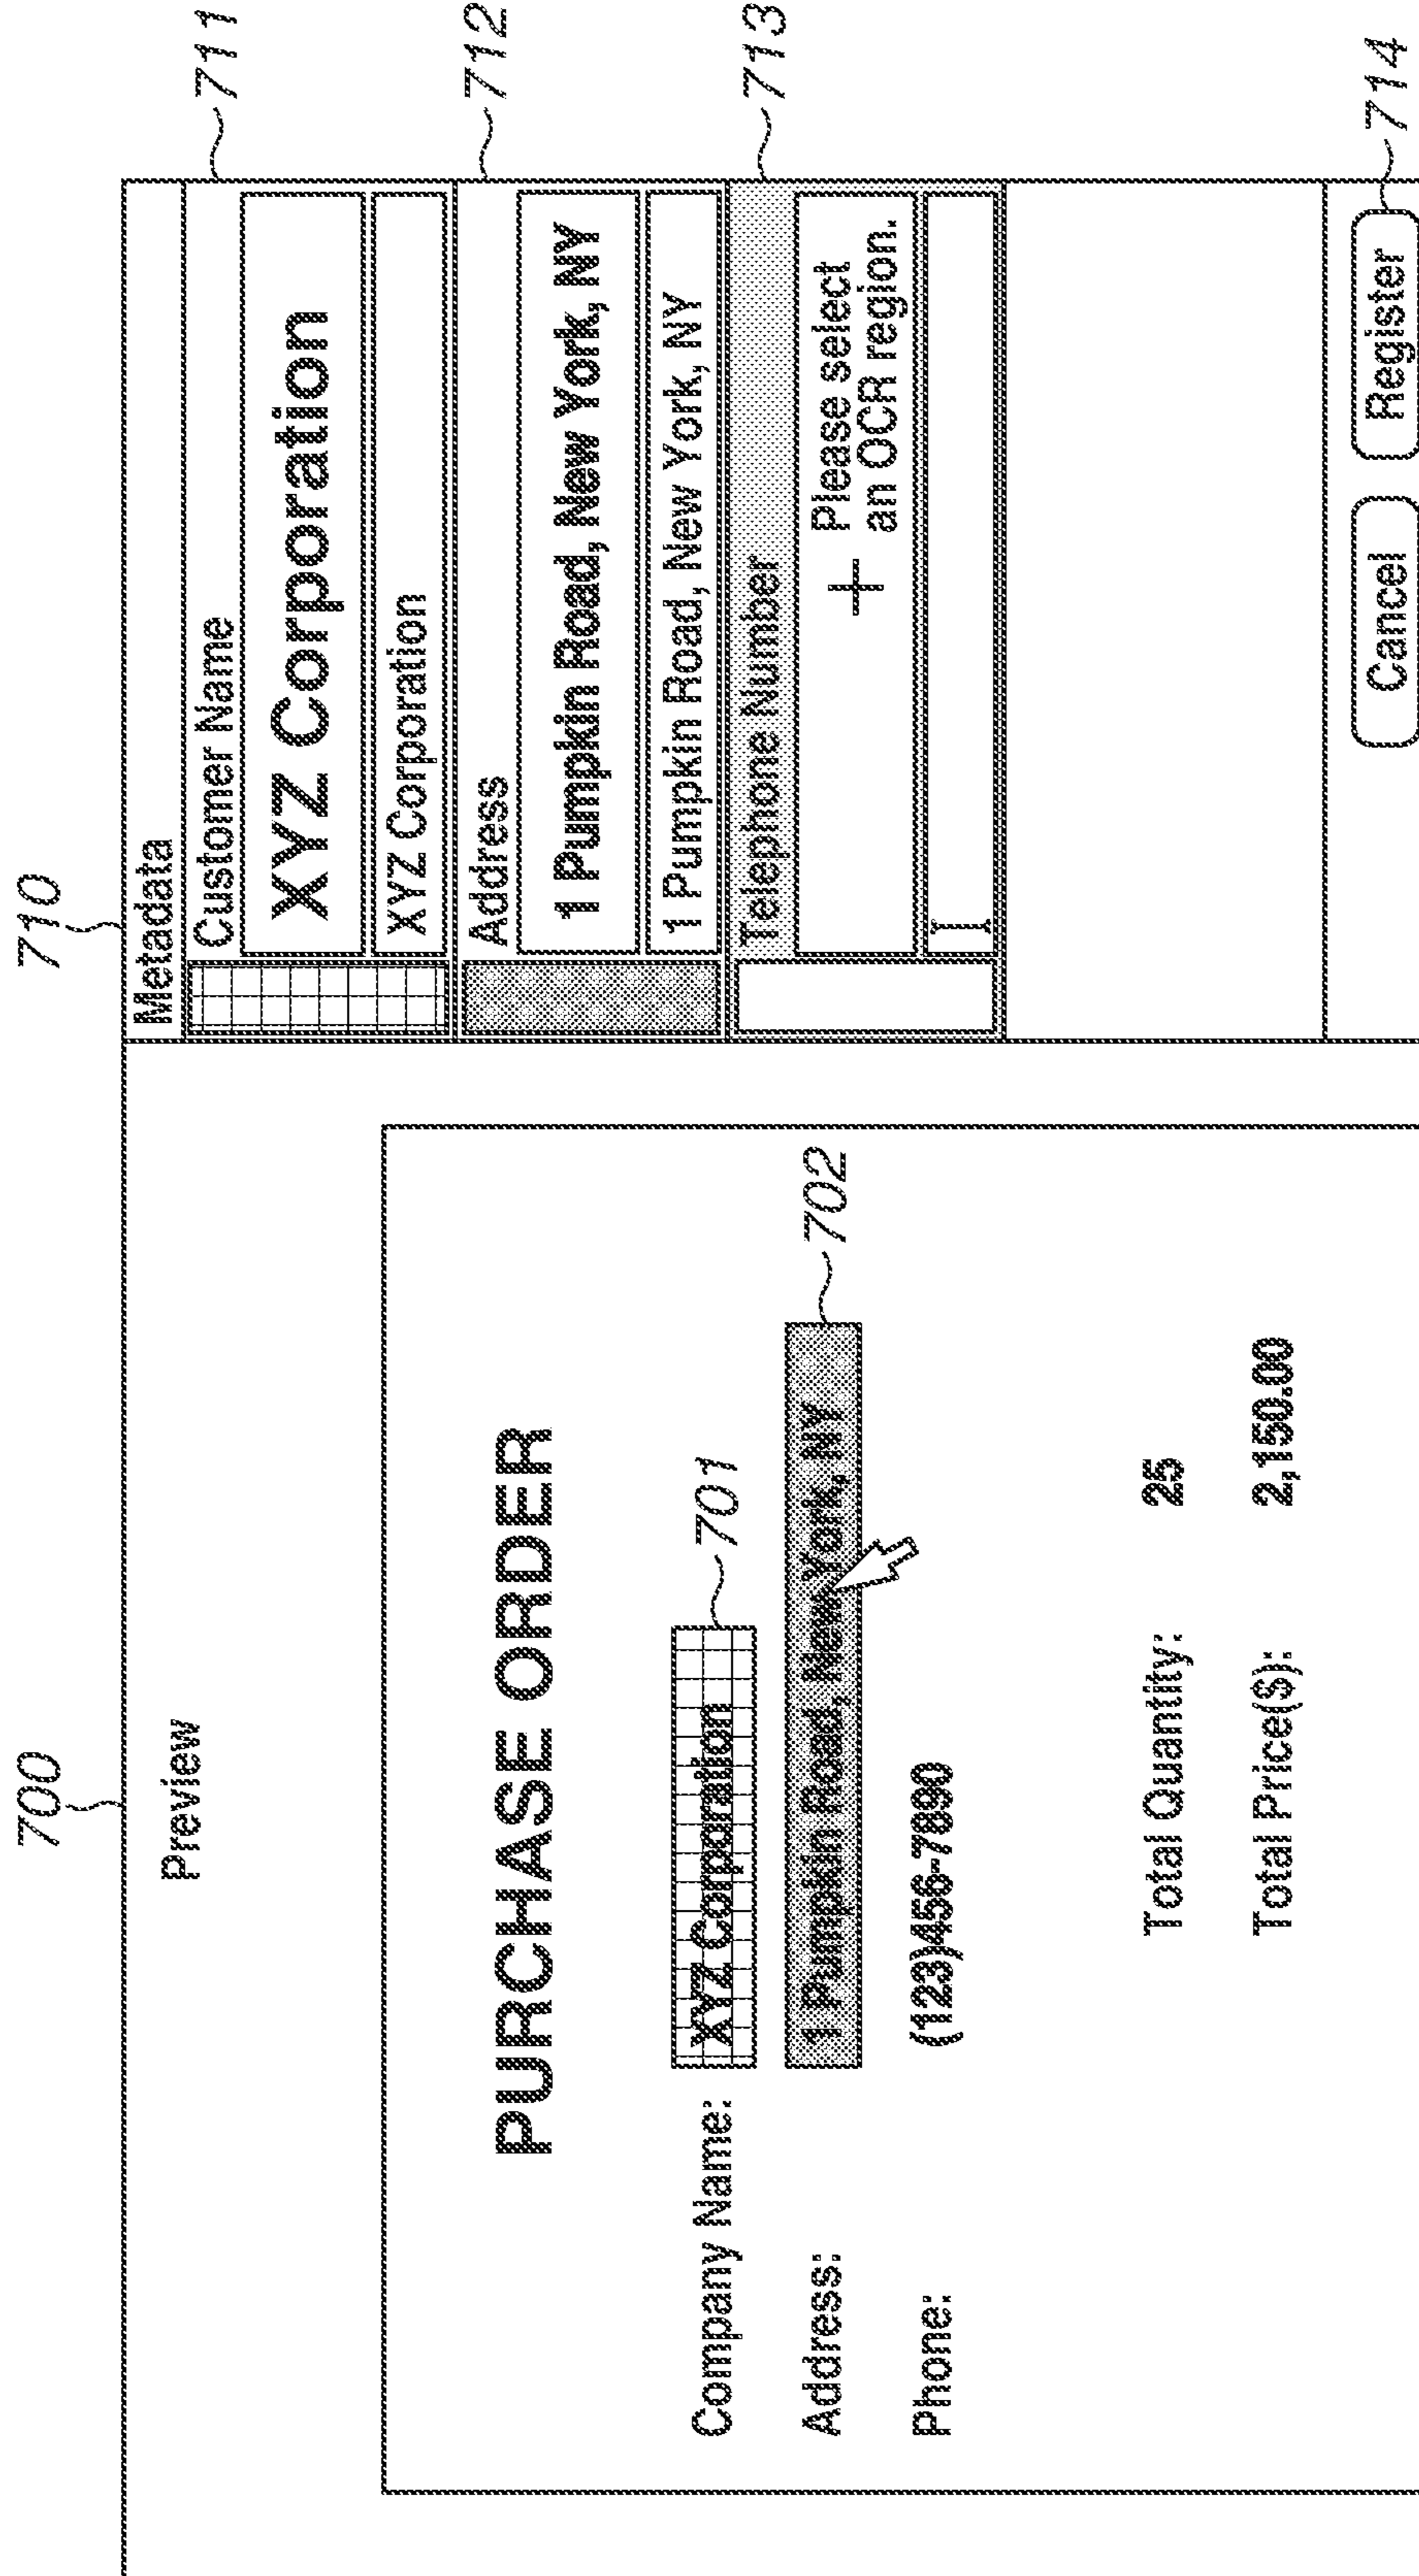 700
710
Preview
PURCHASE ORDER
Company Name: XYZ Corporation
701
Address: 1 Pumpkin Road, New York, NY
702
Phone: (123)456-7890
Total Quantity: 25
Total Price($): 2,150.00
Metadata
Customer Name
711
XYZ Corporation
XYZ Corporation
Address
712
1 Pumpkin Road, New York, NY
1 Pumpkin Road, New York, NY
Telephone Number
713
+ Please select
an OCR region.
Cancel
Register
714